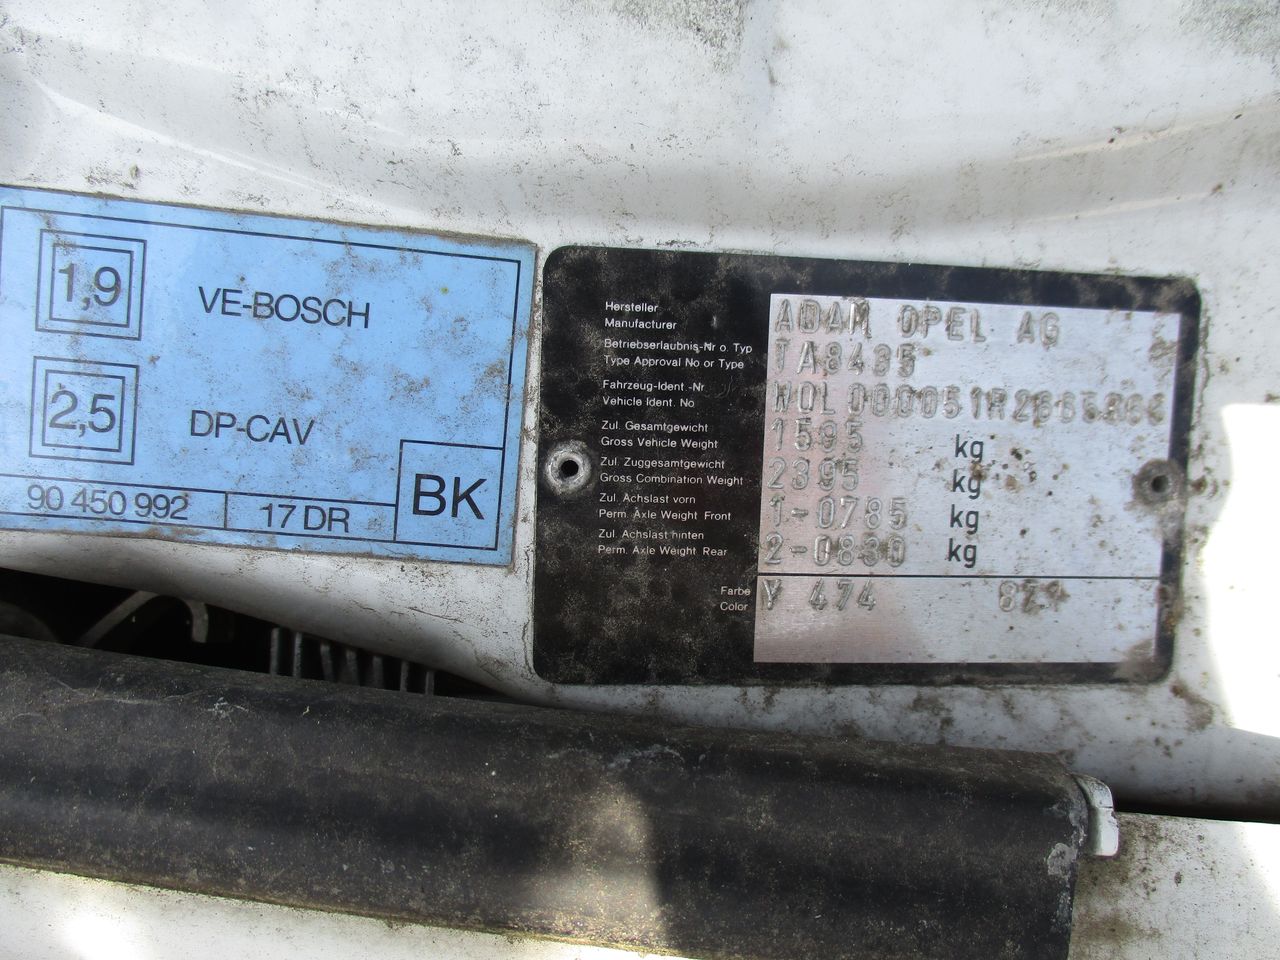 1,9 VE-BOSCH
2,5 DP-CAV
90 450 992 17 DR BK
Hersteller
Manufacturer
ADAM OPEL AG
Betriebserlaubnis-Nr o. Typ
Type Approval No or Type
TA8435
Fahrzeug-Ident.-Nr
Vehicle Ident. No
Zul. Gesamtgewicht
Gross Vehicle Weight
1595 kg
Zul. Zuggesamtgewicht
Gross Combination Weight
2395 kg
Zul. Achslast vorn
Perm. Axle Weight Front
1-0785 kg
Zul. Achslast hinten
Perm. Axle Weight Rear
2-0830 kg
Farbe
Color
Y 474